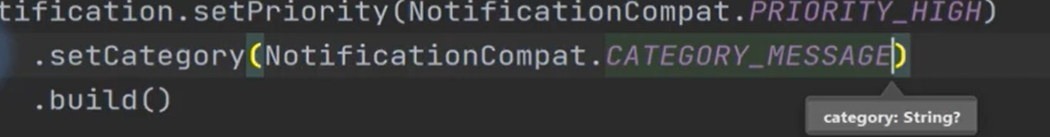 tification.setPriority(NotificationCompat.PRIORITY_HIGH)
.setCategory(NotificationCompat.CATEGORY_MESSAGE)
.build()
category: String?